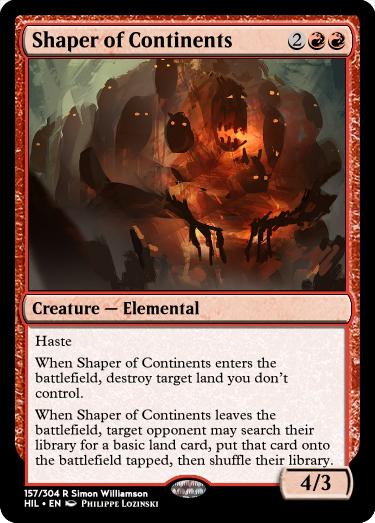 Shaper of Continents 2
Creature — Elemental
Haste
When Shaper of Continents enters the
battlefield, destroy target land you don't
control.
When Shaper of Continents leaves the
battlefield, target opponent may search their
library for a basic land card, put that card onto
the battlefield tapped, then shuffle their library.
4/3
157/304 R Simon Williamson
HIL • EN Philippe Lozinski